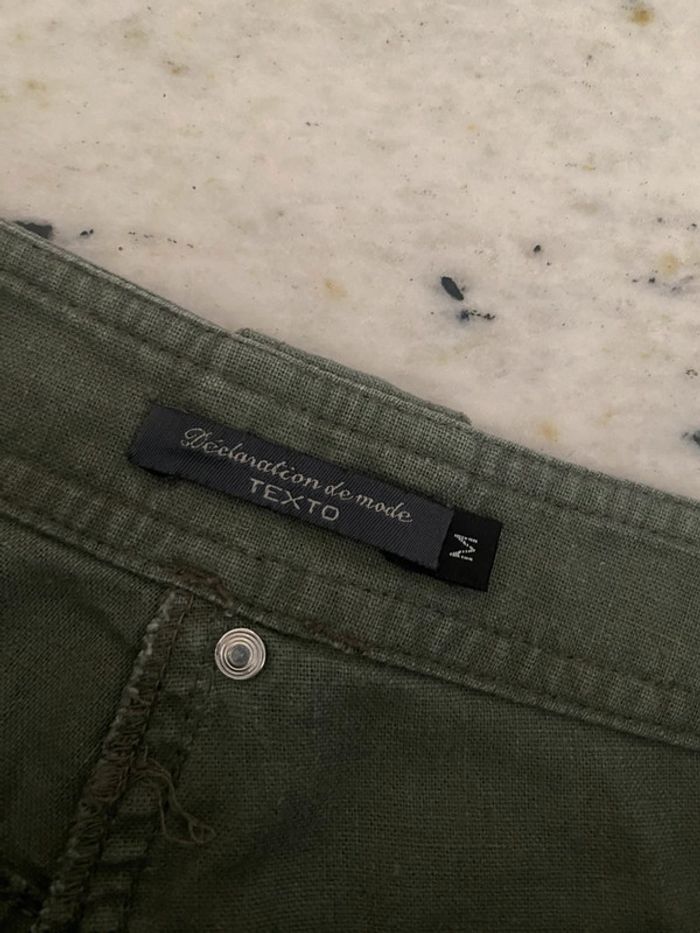 Déclaration de mode
TEXTO
M